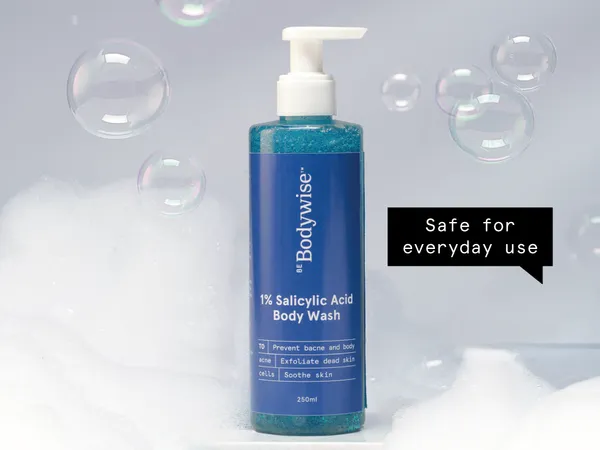 BE Bodywise™
1% Salicylic Acid
Body Wash
TO Prevent bacne and body
acne Exfoliate dead skin
cells Soothe skin
250ml
Safe for
everyday use